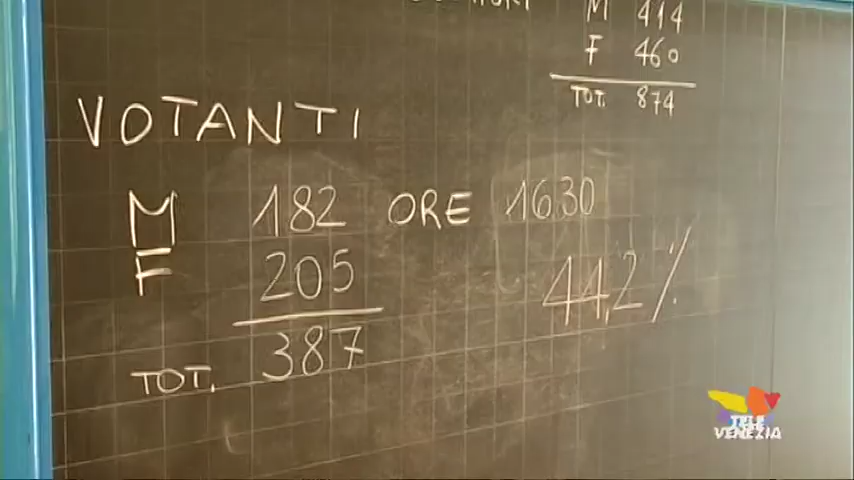 M 414
F 460
TOT. 874
VOTANTI
M 182 ORE 1630
F 205
44,2%
TOT. 387
TELE
VENEZIA